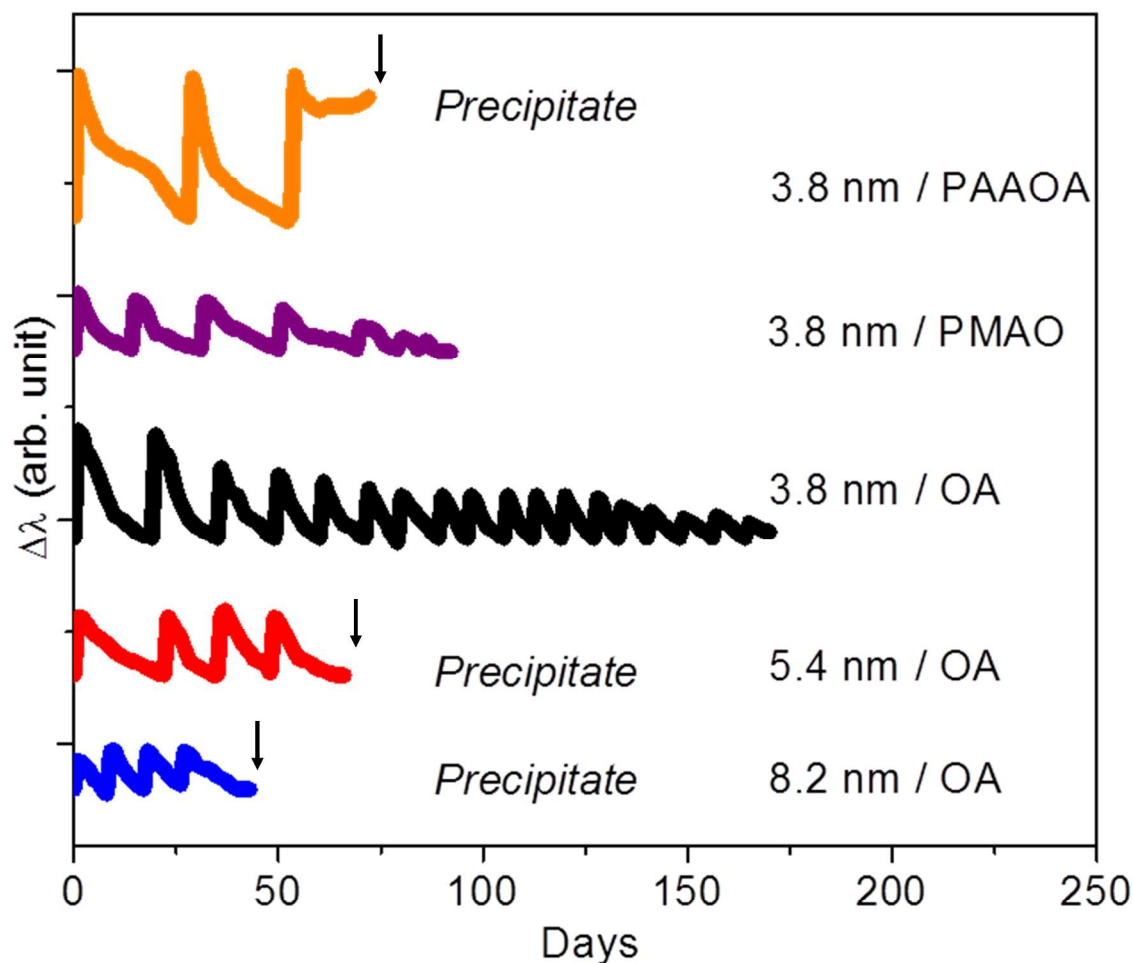 Precipitate
3.8 nm / PAAOA
3.8 nm / PMAO
3.8 nm / OA
Precipitate
5.4 nm / OA
Precipitate
8.2 nm / OA
Δλ (arb. unit)
0 50 100 150 200 250
Days